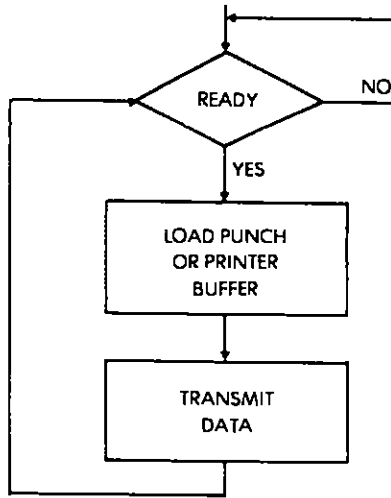 READY
NO
YES
LOAD PUNCH
OR PRINTER
BUFFER
TRANSMIT
DATA